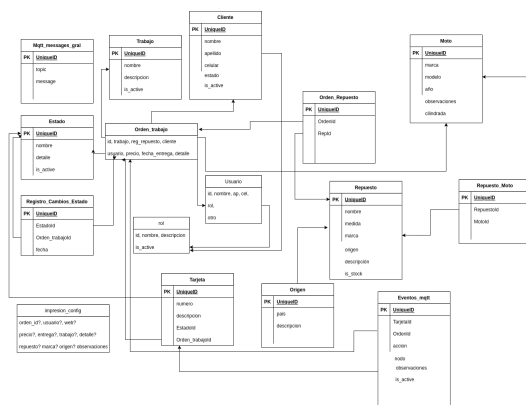 Cliente
PK UniqueID
nombre
apellido
celular
estado
is_active
Trabajo
PK UniqueID
nombre
descripcion
is_active
Mqtt_messages_gral
PK UniqueID
topic
message
Moto
PK UniqueID
marca
modelo
año
observaciones
cilindrada
Orden_Repuesto
PK UniqueID
OrdenId
RepId
Estado
PK UniqueID
nombre
detalle
is_active
Orden_trabajo
id, trabajo, reg_repuesto, cliente
usuario, precio, fecha_entrega, detalle
Usuario
id, nombre, ap, cel,
rol,
otro
Registro_Cambios_Estado
PK UniqueID
EstadoId
Orden_trabajoId
fecha
rol
id, nombre, descripcion
is_active
Repuesto
PK UniqueID
nombre
medida
marca
origen
descripción
is_stock
Repuesto_Moto
PK UniqueID
RepuestoId
MotoId
Tarjeta
PK UniqueID
numero
descripcion
EstadoId
Orden_trabajoId
Origen
PK UniqueID
pais
descripcion
Eventos_mqtt
PK UniqueID
TarjetaId
OrdenId
accion
nodo
observaciones
is_active
impresion_config
orden_id?, usuario?, web?
precio?, entrega?, trabajo?, detalle?
repuesto? marca? origen? observaciones